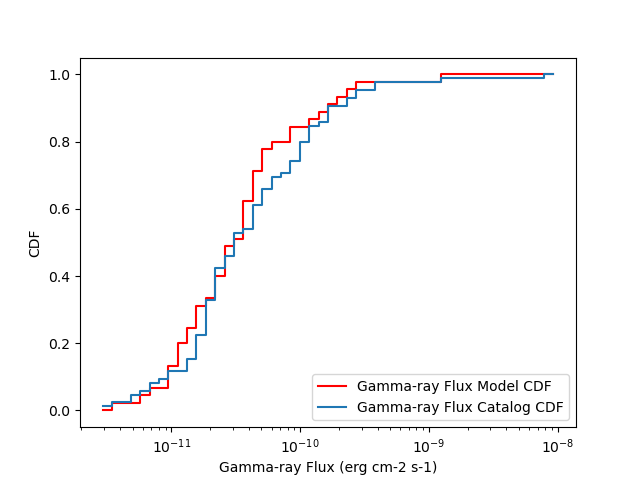 1.0
0.8
0.6
0.4
0.2
0.0
CDF
10⁻¹¹ 10⁻¹⁰ 10⁻⁹ 10⁻⁸
Gamma-ray Flux (erg cm-2 s-1)
Gamma-ray Flux Model CDF
Gamma-ray Flux Catalog CDF